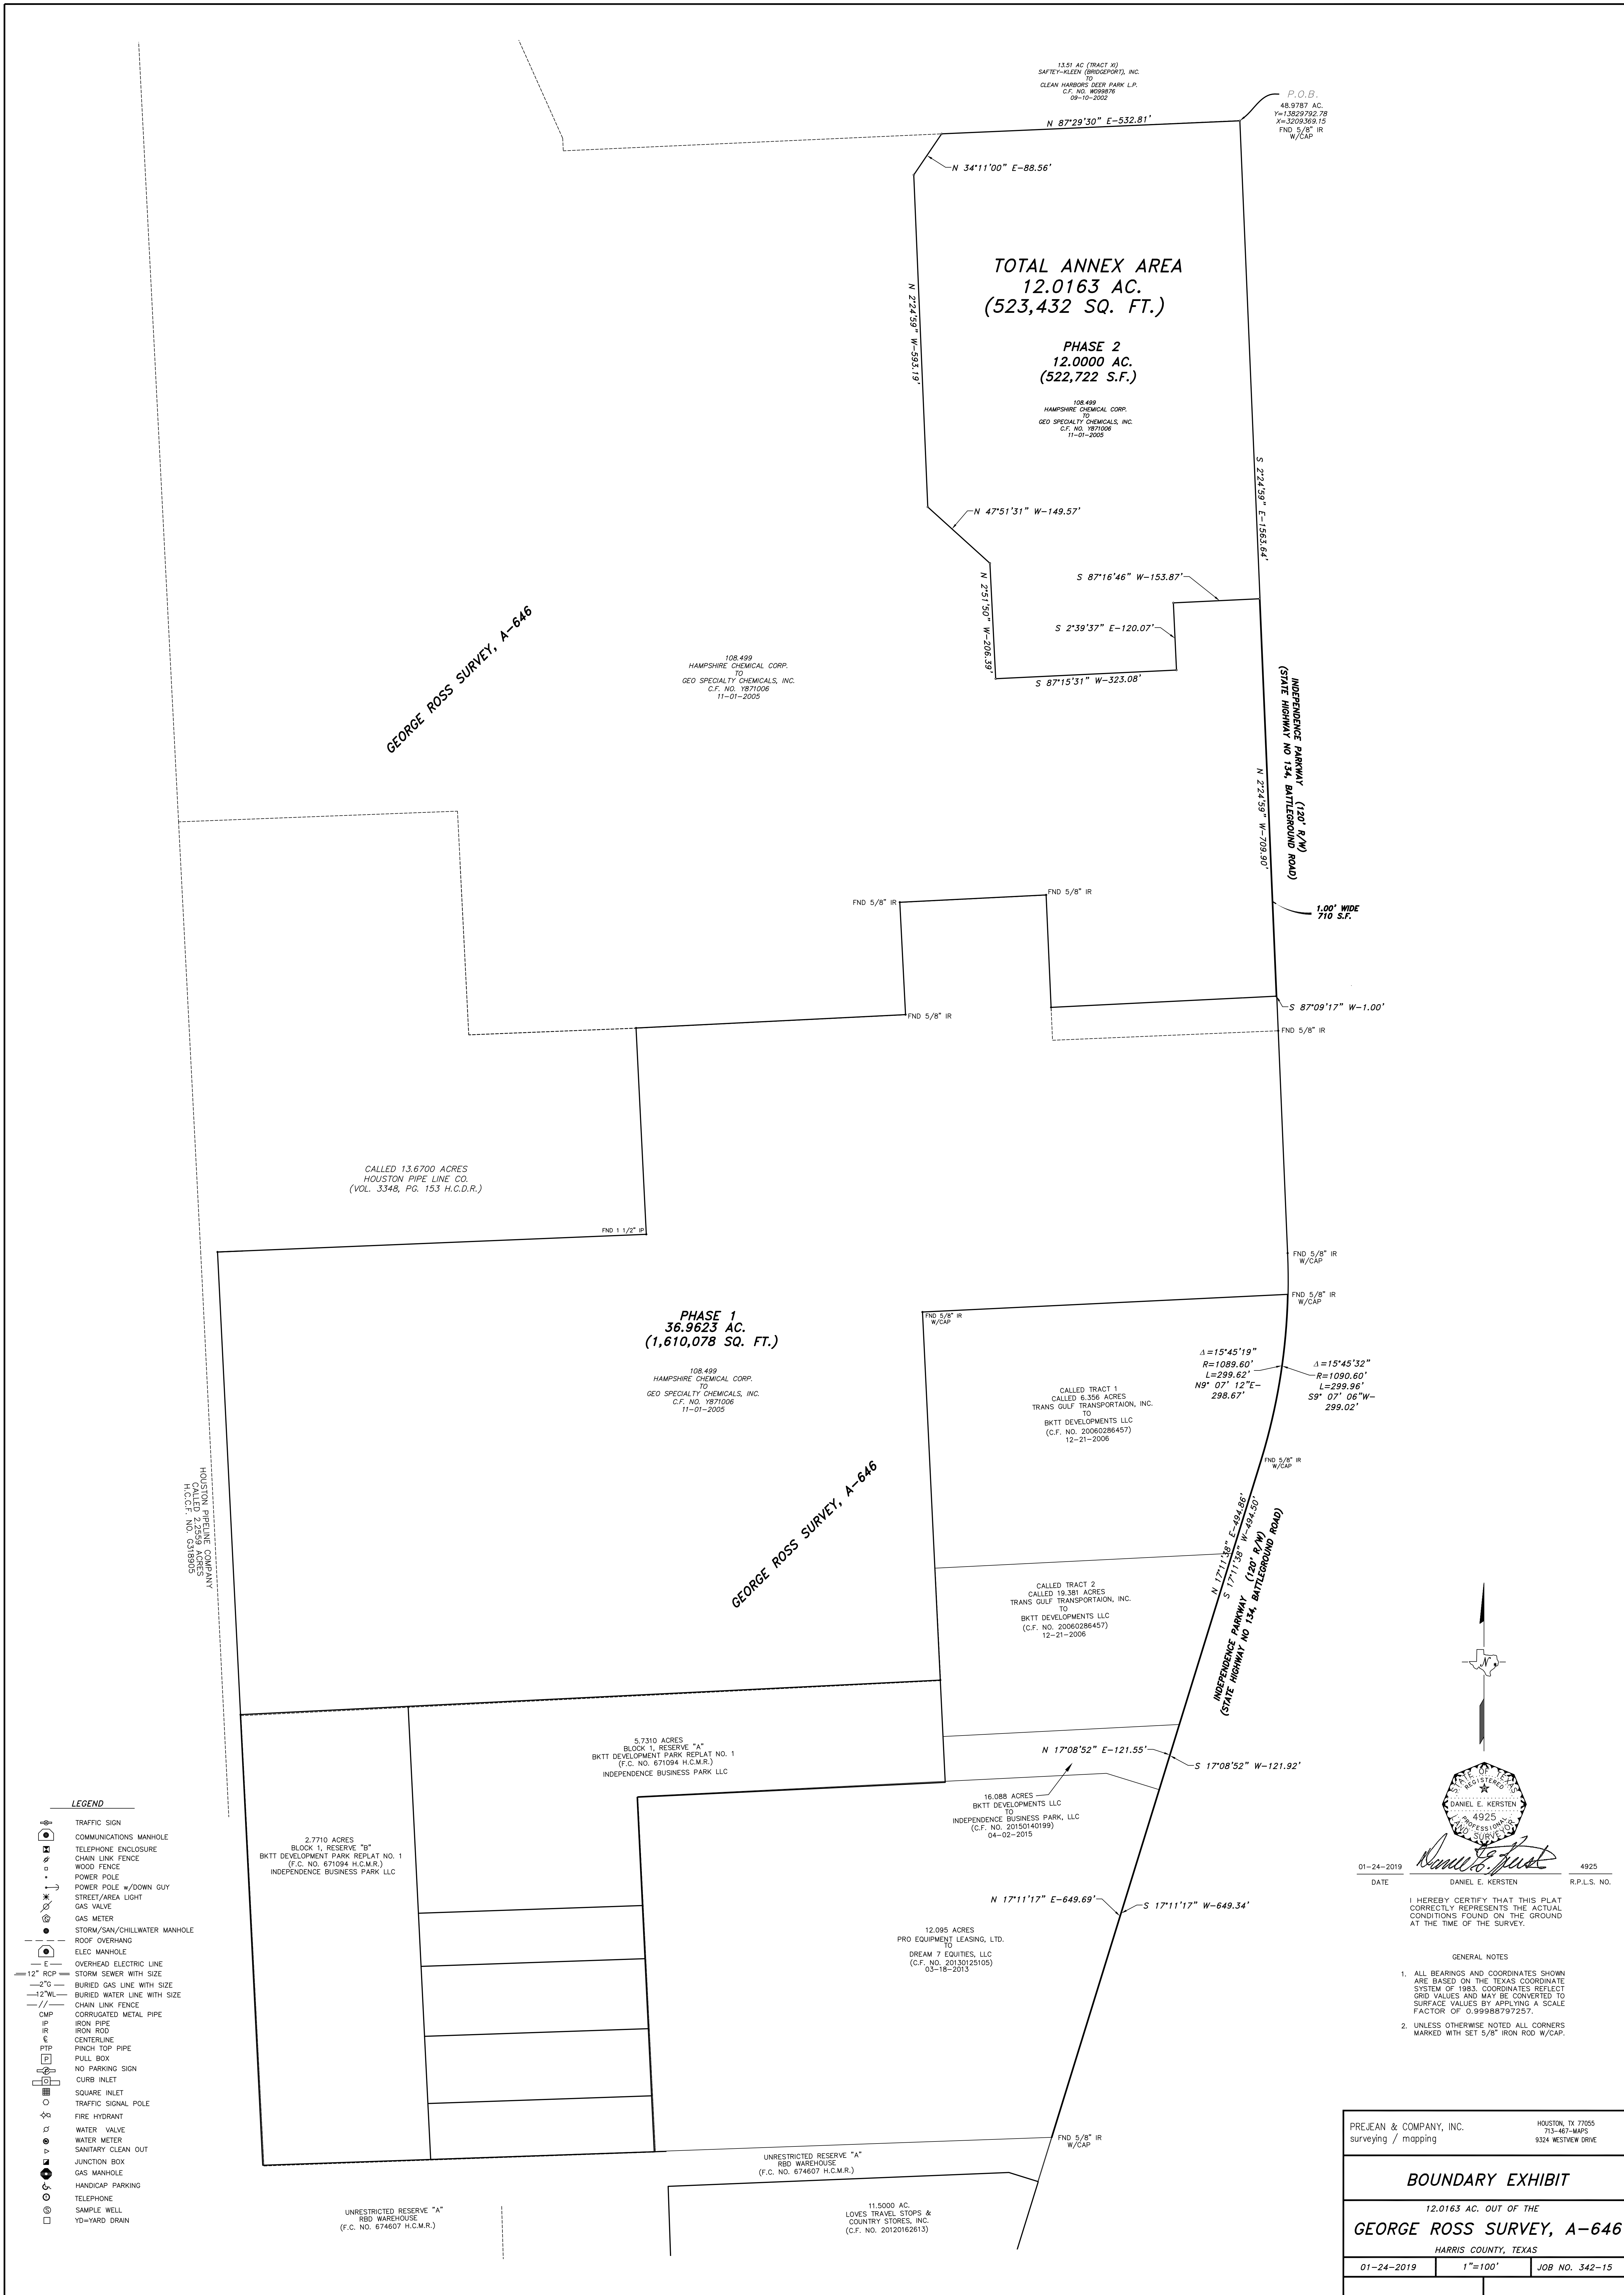 13.51 AC (TRACT XI)
SAFTEY-KLEEN (BRIDGEPORT), INC.
TO
CLEAN HARBORS DEER PARK L.P.
C.F. NO. W099876
09-10-2002
P.O.B.
48.9787 AC.
Y=13829792.78
X=3209369.15
FND 5/8" IR
W/CAP
N 87°29'30" E-532.81'
N 34°11'00" E-88.56'
TOTAL ANNEX AREA
12.0163 AC.
(523,432 SQ. FT.)
PHASE 2
12.0000 AC.
(522,722 S.F.)
108.499
HAMPSHIRE CHEMICAL CORP.
TO
GEO SPECIALTY CHEMICALS, INC.
C.F. NO. Y871006
11-01-2005
N 2°24'59" W-593.19'
S 2°24'59" E-1563.64'
N 47°51'31" W-149.57'
S 87°16'46" W-153.87'
S 2°39'37" E-120.07'
N 2°51'50" W-206.39'
S 87°15'31" W-323.08'
GEORGE ROSS SURVEY, A-646
108.499
HAMPSHIRE CHEMICAL CORP.
TO
GEO SPECIALTY CHEMICALS, INC.
C.F. NO. Y871006
11-01-2005
INDEPENDENCE PARKWAY (120' R/W)
(STATE HIGHWAY NO 134, BATTLEGROUND ROAD)
N 2°24'59" W-709.90'
1.00' WIDE
710 S.F.
FND 5/8" IR
FND 5/8" IR
FND 5/8" IR
S 87°09'17" W-1.00'
FND 5/8" IR
CALLED 13.6700 ACRES
HOUSTON PIPE LINE CO.
(VOL. 3348, PG. 153 H.C.D.R.)
FND 1 1/2" IP
FND 5/8" IR
W/CAP
FND 5/8" IR
W/CAP
FND 5/8" IR
W/CAP
PHASE 1
36.9623 AC.
(1,610,078 SQ. FT.)
108.499
HAMPSHIRE CHEMICAL CORP.
TO
GEO SPECIALTY CHEMICALS, INC.
C.F. NO. Y871006
11-01-2005
Δ=15°45'19"
R=1089.60'
L=299.62'
N9° 07' 12"E-
298.67'
Δ=15°45'32"
R=1090.60'
L=299.96'
S9° 07' 06"W-
299.02'
CALLED TRACT 1
CALLED 6.356 ACRES
TRANS GULF TRANSPORTAION, INC.
TO
BKTT DEVELOPMENTS LLC
(C.F. NO. 20060286457)
12-21-2006
FND 5/8" IR
W/CAP
GEORGE ROSS SURVEY, A-646
HOUSTON PIPELINE COMPANY
CALLED 2.2559 ACRES
H.C.C.F. NO. G318905
N 17°11'38" E-494.86'
S 17°11'38" W-494.50'
INDEPENDENCE PARKWAY (120' R/W)
(STATE HIGHWAY NO 134, BATTLEGROUND ROAD)
CALLED TRACT 2
CALLED 19.381 ACRES
TRANS GULF TRANSPORTAION, INC.
TO
BKTT DEVELOPMENTS LLC
(C.F. NO. 20060286457)
12-21-2006
5.7310 ACRES
BLOCK 1, RESERVE "A"
BKTT DEVELOPMENT PARK REPLAT NO. 1
(F.C. NO. 671094 H.C.M.R.)
INDEPENDENCE BUSINESS PARK LLC
N 17°08'52" E-121.55'
S 17°08'52" W-121.92'
16.088 ACRES
BKTT DEVELOPMENTS LLC
TO
INDEPENDENCE BUSINESS PARK, LLC
(C.F. NO. 20150140199)
04-02-2015
2.7710 ACRES
BLOCK 1, RESERVE "B"
BKTT DEVELOPMENT PARK REPLAT NO. 1
(F.C. NO. 671094 H.C.M.R.)
INDEPENDENCE BUSINESS PARK LLC
N 17°11'17" E-649.69'
S 17°11'17" W-649.34'
12.095 ACRES
PRO EQUIPMENT LEASING, LTD.
TO
DREAM 7 EQUITIES, LLC
(C.F. NO. 20130125105)
03-18-2013
FND 5/8" IR
W/CAP
UNRESTRICTED RESERVE "A"
RBD WAREHOUSE
(F.C. NO. 674607 H.C.M.R.)
UNRESTRICTED RESERVE "A"
RBD WAREHOUSE
(F.C. NO. 674607 H.C.M.R.)
11.5000 AC.
LOVES TRAVEL STOPS &
COUNTRY STORES, INC.
(C.F. NO. 20120162613)
LEGEND
TRAFFIC SIGN
COMMUNICATIONS MANHOLE
TELEPHONE ENCLOSURE
CHAIN LINK FENCE
WOOD FENCE
POWER POLE
POWER POLE w/DOWN GUY
STREET/AREA LIGHT
GAS VALVE
GAS METER
STORM/SAN/CHILLWATER MANHOLE
ROOF OVERHANG
ELEC MANHOLE
E OVERHEAD ELECTRIC LINE
12" RCP STORM SEWER WITH SIZE
2"G BURIED GAS LINE WITH SIZE
12"WL BURIED WATER LINE WITH SIZE
// CHAIN LINK FENCE
CMP CORRUGATED METAL PIPE
IP IRON PIPE
IR IRON ROD
℄ CENTERLINE
PTP PINCH TOP PIPE
P PULL BOX
NO PARKING SIGN
CURB INLET
SQUARE INLET
TRAFFIC SIGNAL POLE
FIRE HYDRANT
WATER VALVE
WATER METER
SANITARY CLEAN OUT
JUNCTION BOX
GAS MANHOLE
HANDICAP PARKING
TELEPHONE
S SAMPLE WELL
YD=YARD DRAIN
N
STATE OF TEXAS
REGISTERED
DANIEL E. KERSTEN
4925
PROFESSIONAL
LAND SURVEYOR
01-24-2019 4925
DATE DANIEL E. KERSTEN R.P.L.S. NO.
I HEREBY CERTIFY THAT THIS PLAT
CORRECTLY REPRESENTS THE ACTUAL
CONDITIONS FOUND ON THE GROUND
AT THE TIME OF THE SURVEY.
GENERAL NOTES
1. ALL BEARINGS AND COORDINATES SHOWN
ARE BASED ON THE TEXAS COORDINATE
SYSTEM OF 1983. COORDINATES REFLECT
GRID VALUES AND MAY BE CONVERTED TO
SURFACE VALUES BY APPLYING A SCALE
FACTOR OF 0.99988797257.
2. UNLESS OTHERWISE NOTED ALL CORNERS
MARKED WITH SET 5/8" IRON ROD W/CAP.
PREJEAN & COMPANY, INC.
surveying / mapping
HOUSTON, TX 77055
713-467-MAPS
9324 WESTVIEW DRIVE
BOUNDARY EXHIBIT
12.0163 AC. OUT OF THE
GEORGE ROSS SURVEY, A-646
HARRIS COUNTY, TEXAS
01-24-2019 1"=100' JOB NO. 342-15